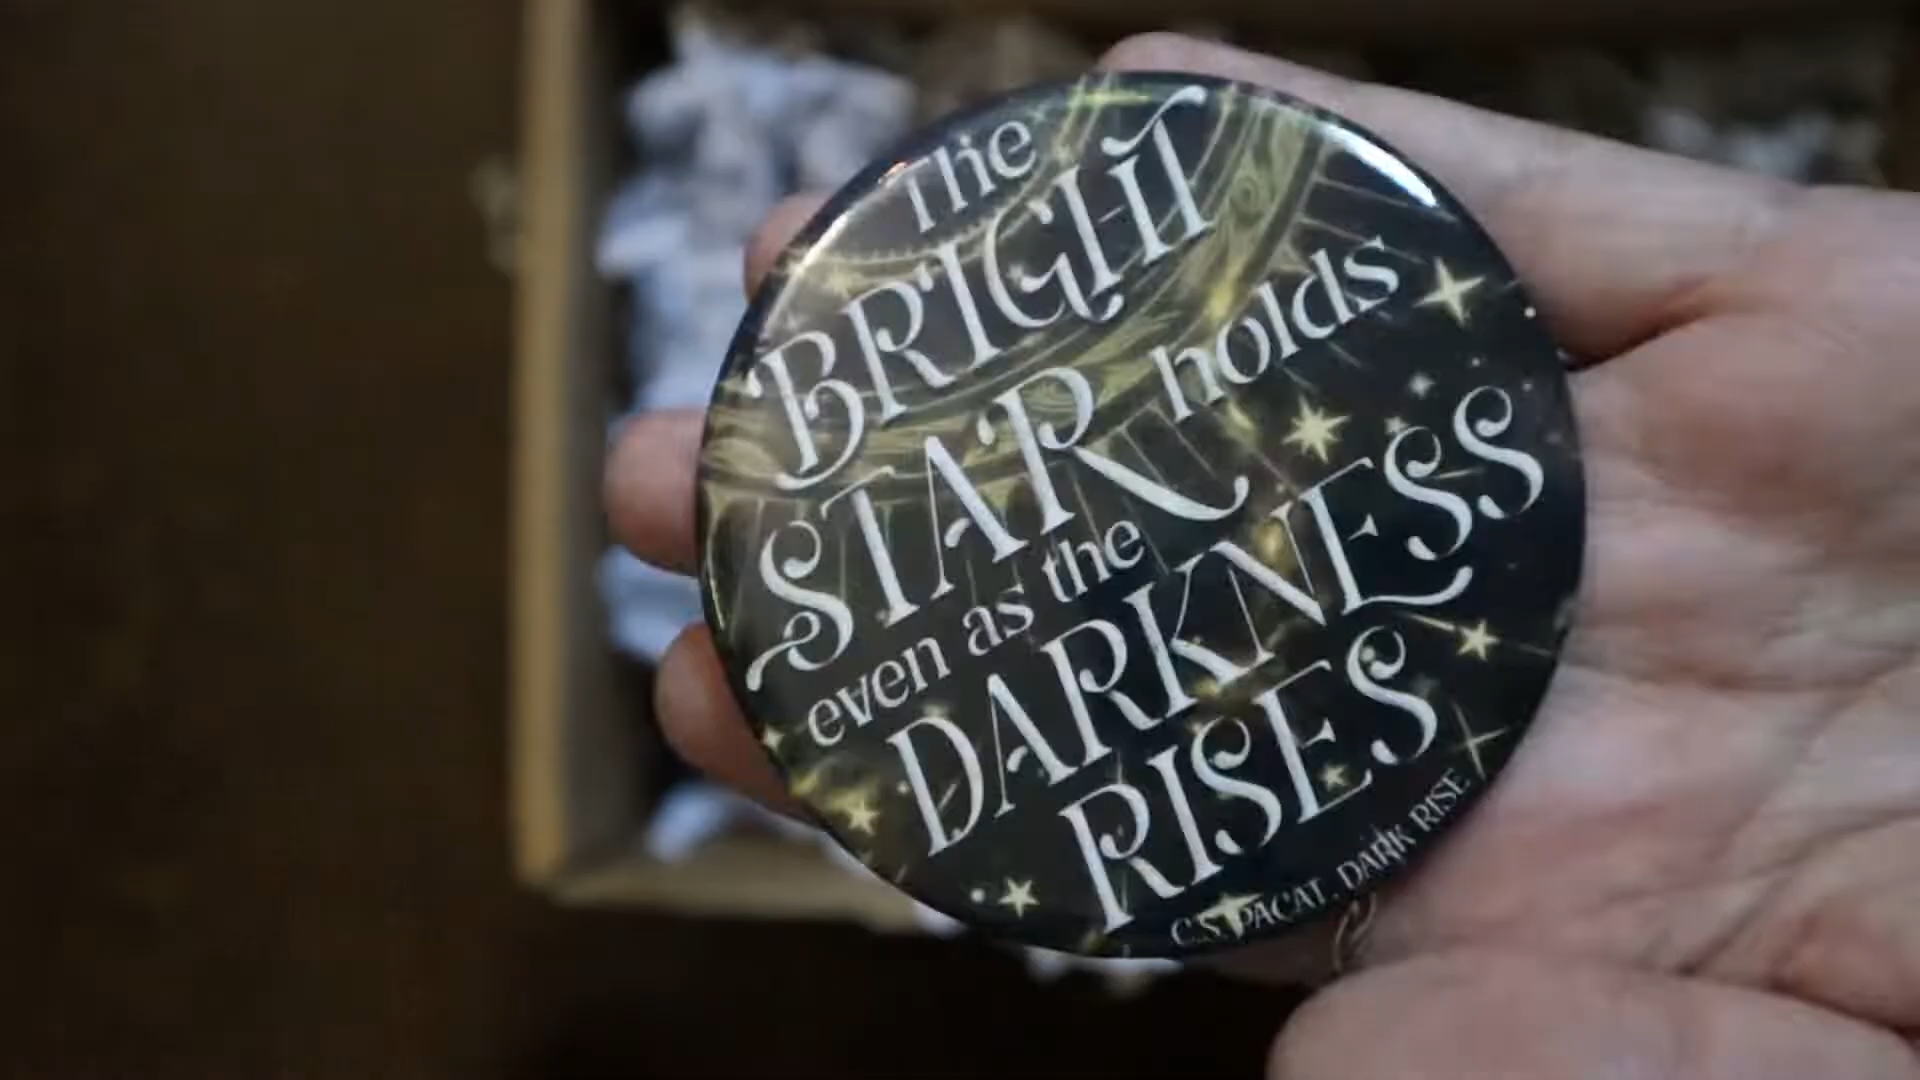 The
BRIGHT
STAR holds
even as the
DARKNESS
RISES
C.S. PACAT, DARK RISE